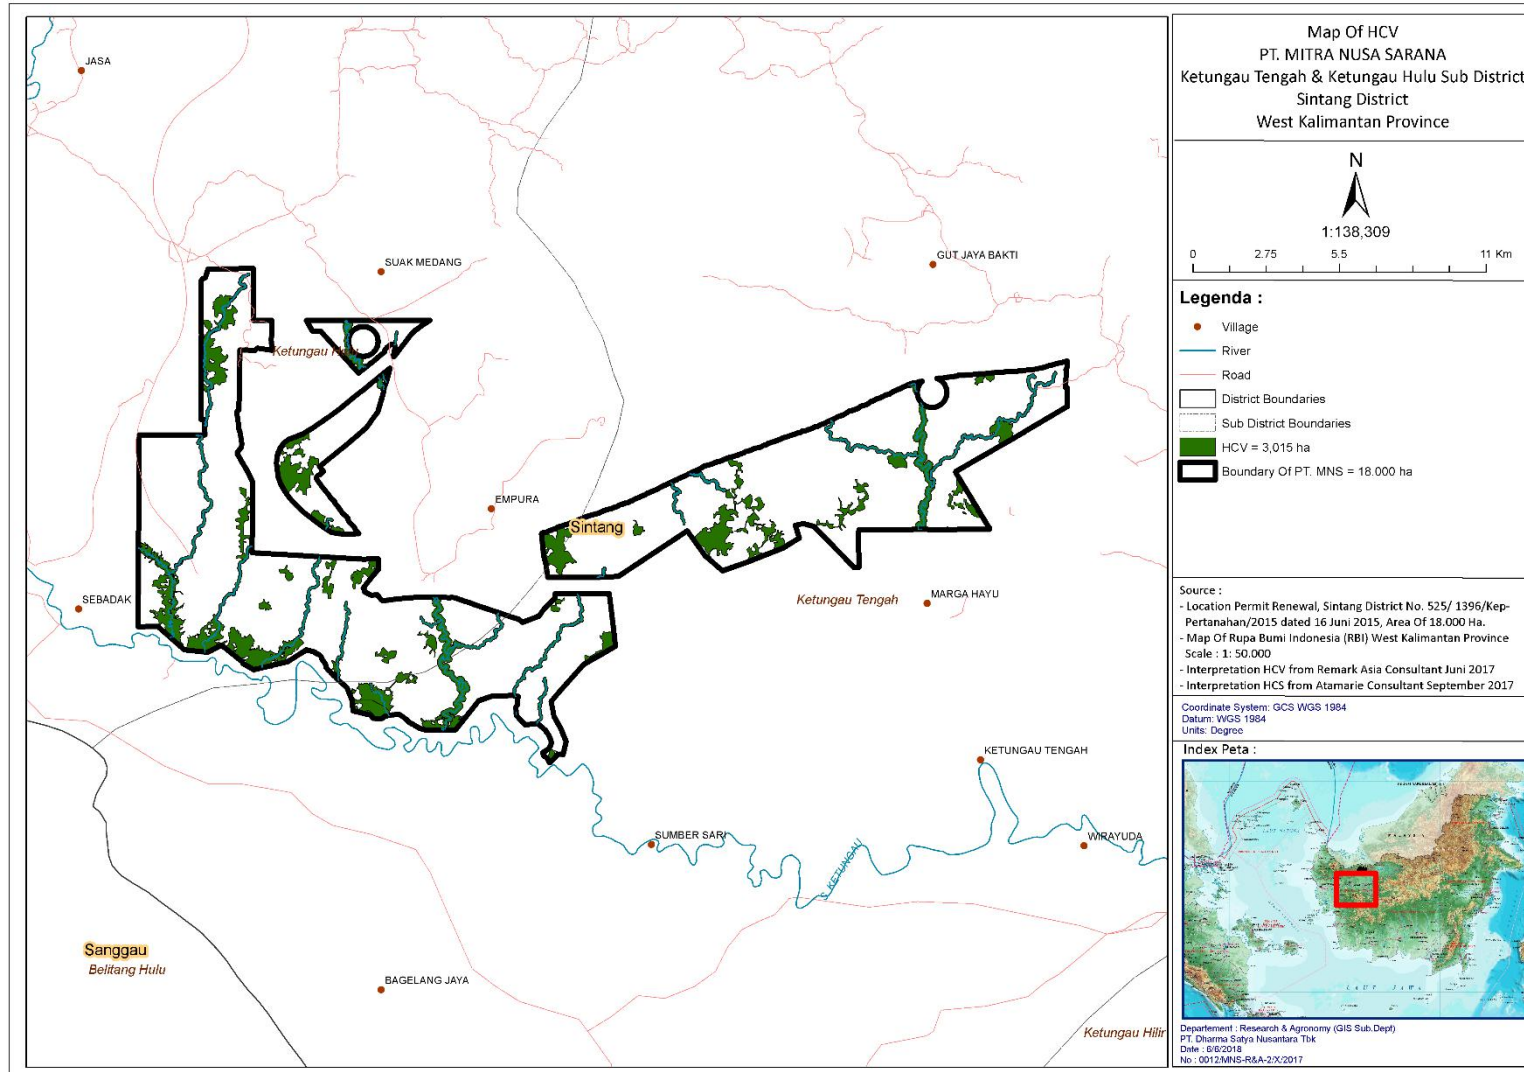 JASA
SUAK MEDANG
GUT JAYA BAKTI
Ketungau Hulu
EMPURA
Sintang
SEBADAK
Ketungau Tengah
MARGA HAYU
KETUNGAU TENGAH
SUMBER SARI
WIRAYUDA
S. KETUNGAU
Sanggau
Belitang Hulu
BAGELANG JAYA
Ketungau Hilir
Map Of HCV
PT. MITRA NUSA SARANA
Ketungau Tengah & Ketungau Hulu Sub District
Sintang District
West Kalimantan Province
N
1:138,309
0 2.75 5.5 11 Km
Legenda :
Village
River
Road
District Boundaries
Sub District Boundaries
HCV = 3,015 ha
Boundary Of PT. MNS = 18.000 ha
Source :
- Location Permit Renewal, Sintang District No. 525/ 1396/Kep-
Pertanahan/2015 dated 16 Juni 2015, Area Of 18.000 Ha.
- Map Of Rupa Bumi Indonesia (RBI) West Kalimantan Province
Scale : 1: 50.000
- Interpretation HCV from Remark Asia Consultant Juni 2017
- Interpretation HCS from Atamarie Consultant September 2017
Coordinate System: GCS WGS 1984
Datum: WGS 1984
Units: Degree
Index Peta :
LAUT JAWA
Departement : Research & Agronomy (GIS Sub.Dept)
PT. Dharma Satya Nusantara Tbk
Date : 6/6/2018
No : 0012/MNS-R&A-2/X/2017